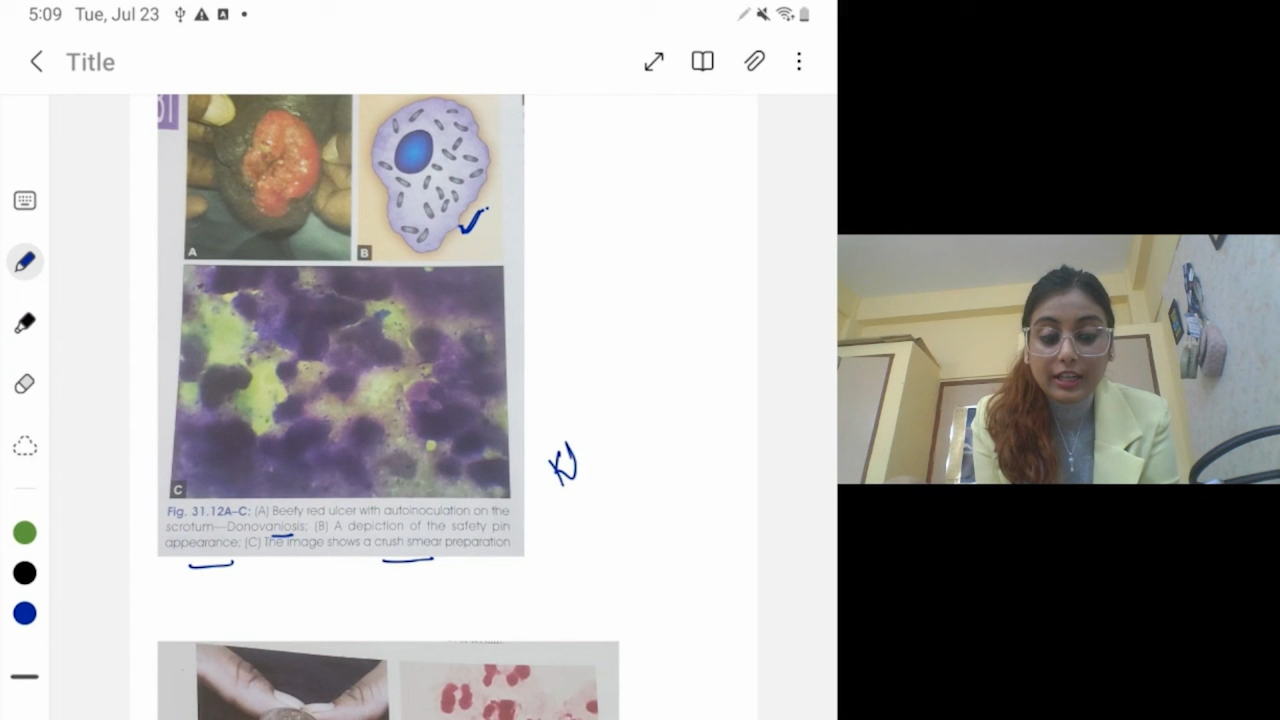 5:09 Tue, Jul 23
Title
A
B
C
Fig. 31.12A–C: (A) Beefy red ulcer with autoinoculation on the
scrotum—Donovaniosis; (B) A depiction of the safety pin
appearance; (C) The image shows a crush smear preparation